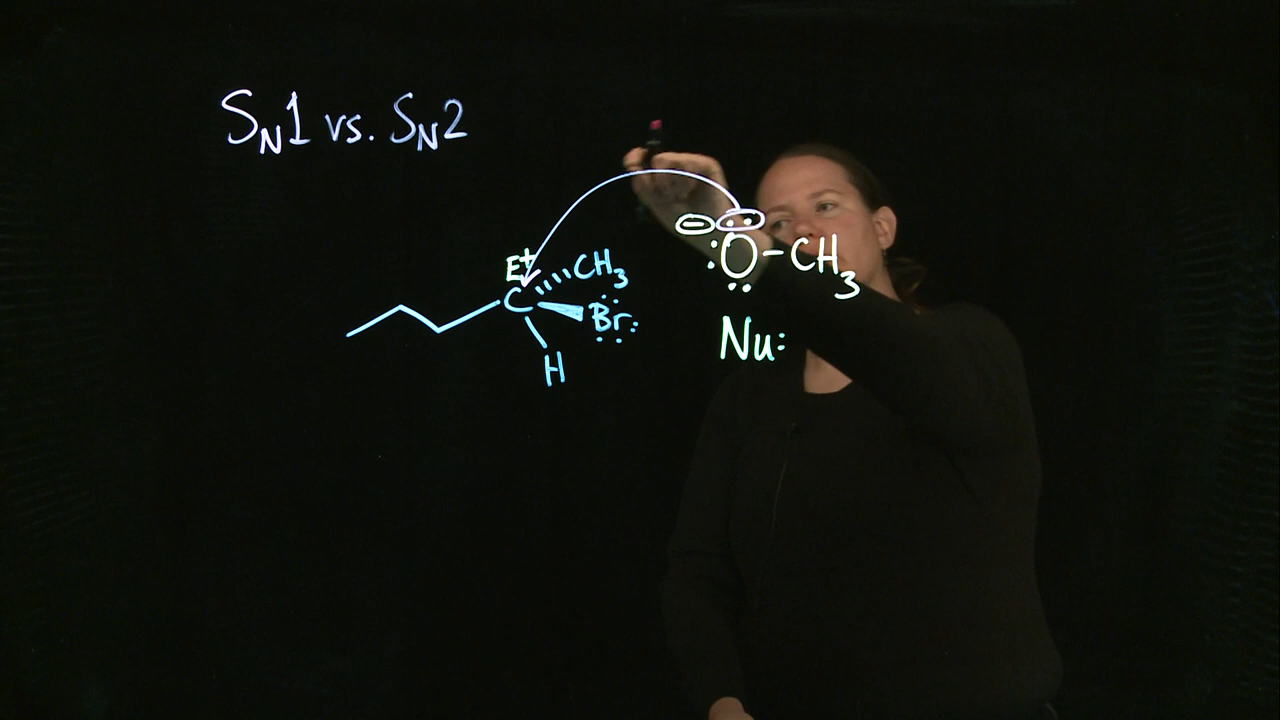 SN1 vs. SN2
E+
C
CH3
Br
H
⊖
:O-CH3
Nu: